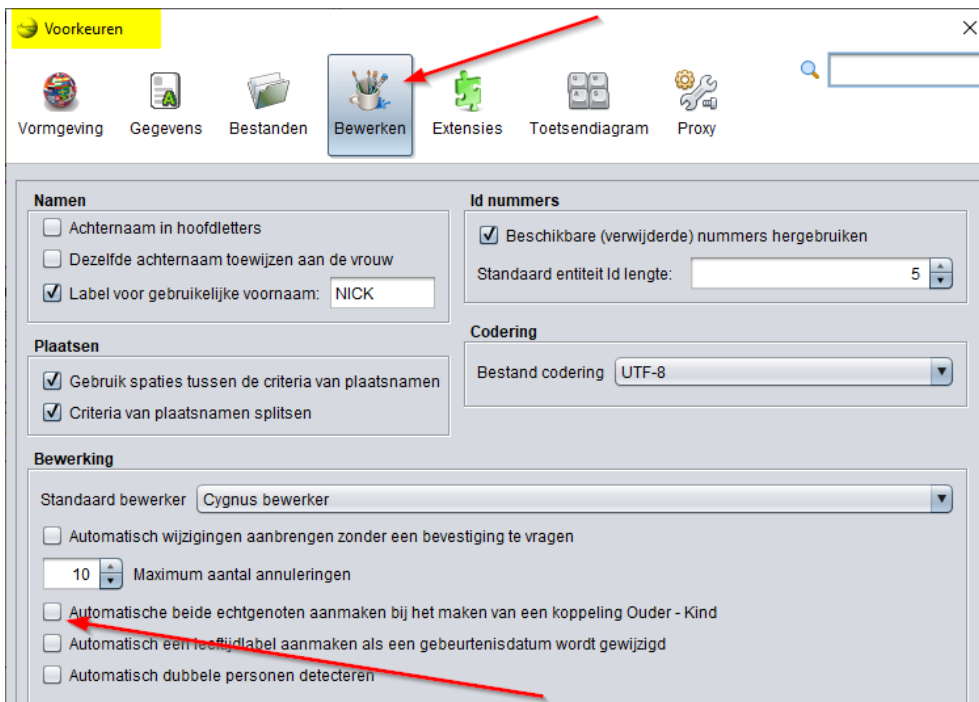 Voorkeuren
Vormgeving Gegevens Bestanden Bewerken Extensies Toetsendiagram Proxy
Namen
Achternaam in hoofdletters
Dezelfde achternaam toewijzen aan de vrouw
Label voor gebruikelijke voornaam: NICK
Id nummers
Beschikbare (verwijderde) nummers hergebruiken
Standaard entiteit Id lengte: 5
Plaatsen
Gebruik spaties tussen de criteria van plaatsnamen
Criteria van plaatsnamen splitsen
Codering
Bestand codering UTF-8
Bewerking
Standaard bewerker Cygnus bewerker
Automatisch wijzigingen aanbrengen zonder een bevestiging te vragen
10 Maximum aantal annuleringen
Automatische beide echtgenoten aanmaken bij het maken van een koppeling Ouder - Kind
Automatisch een leeftijdlabel aanmaken als een gebeurtenisdatum wordt gewijzigd
Automatisch dubbele personen detecteren